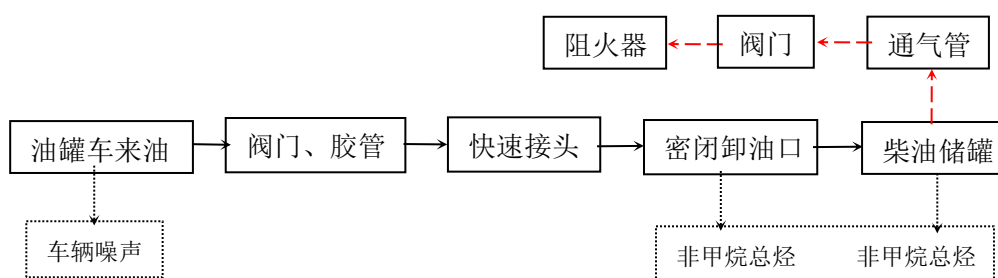 阻火器
阀门
通气管
油罐车来油
阀门、胶管
快速接头
密闭卸油口
柴油储罐
车辆噪声
非甲烷总烃
非甲烷总烃